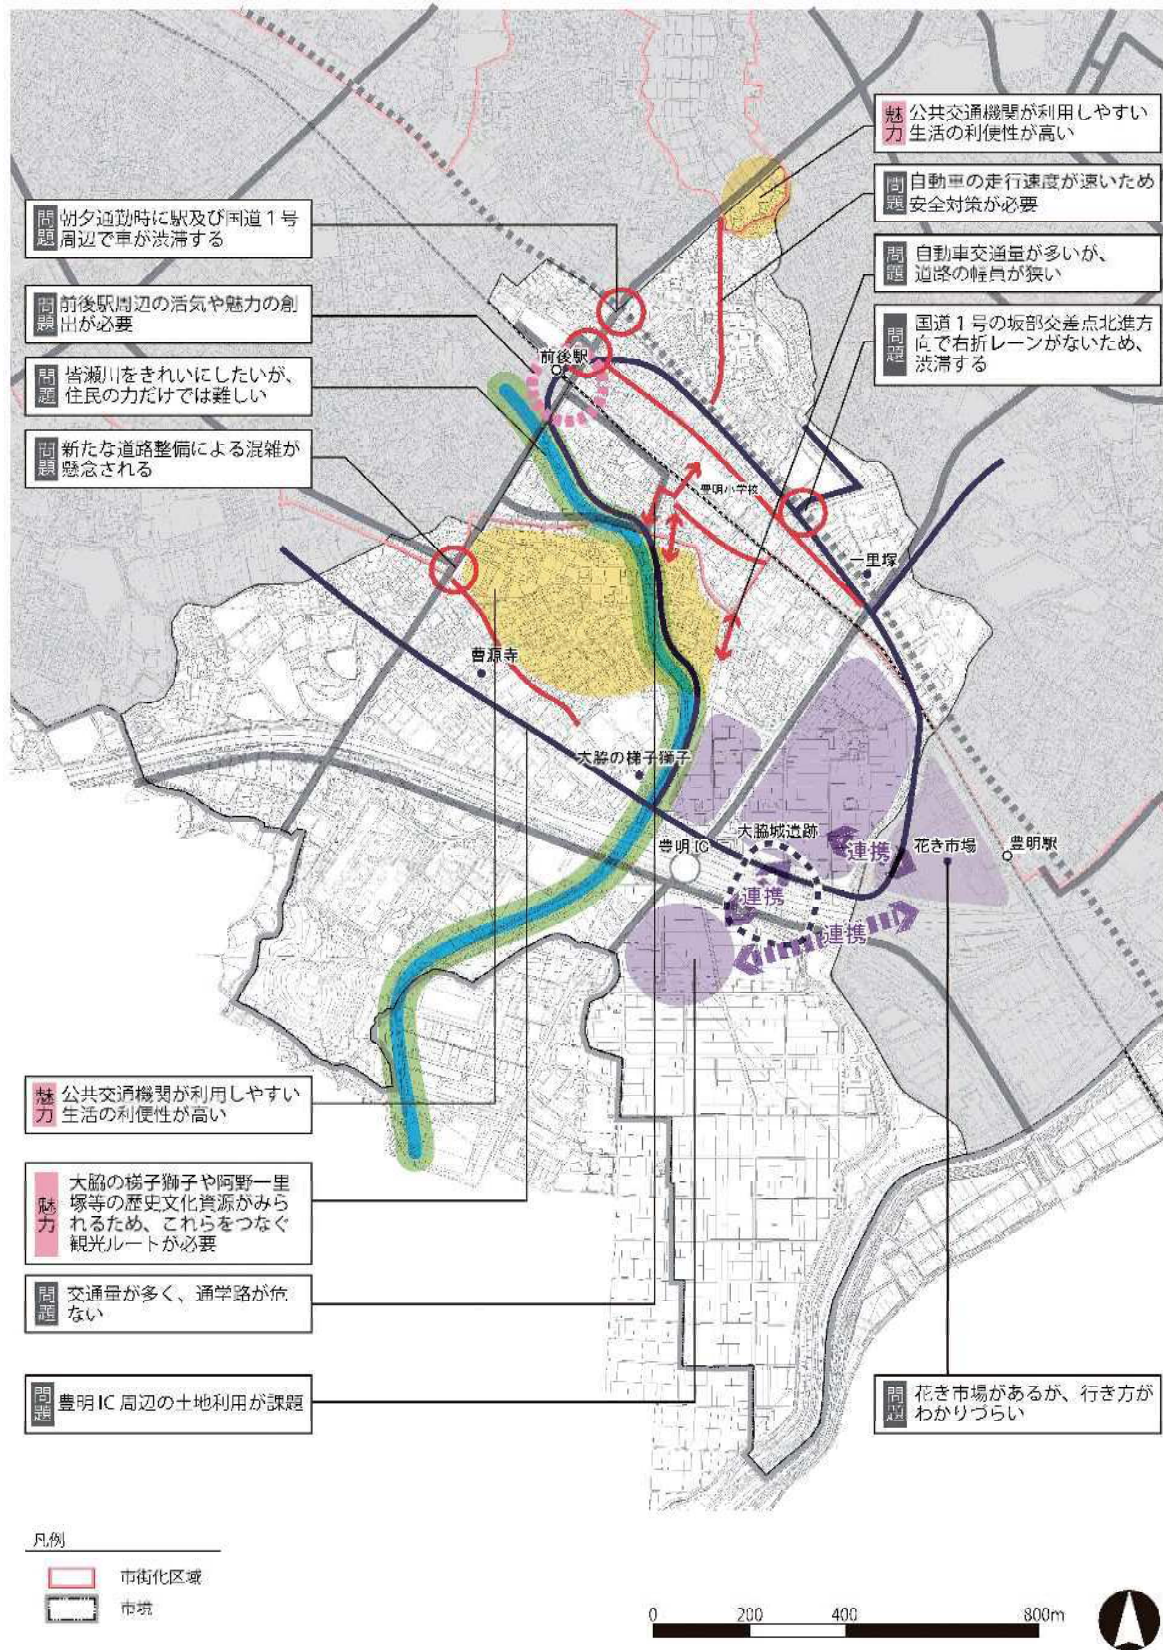 魅力
公共交通機関が利用しやすい
生活の利便性が高い
問題
自動車の走行速度が速いため
安全対策が必要
問題
朝夕通勤時に駅及び国道1号
周辺で車が渋滞する
問題
自動車交通量が多いが、
道路の幅員が狭い
問題
前後駅周辺の活気や魅力の創
出が必要
問題
国道1号の坂部交差点北進方
向で右折レーンがないため、
渋滞する
前後駅
問題
皆瀬川をきれいにしたいが、
住民の力だけでは難しい
問題
新たな道路整備による混雑が
懸念される
豊明小学校
一里塚
曹源寺
大脇の梯子獅子
大脇城遺跡
豊明IC
連携
花き市場
豊明駅
連携
連携
魅力
公共交通機関が利用しやすい
生活の利便性が高い
魅力
大脇の梯子獅子や阿野一里
塚等の歴史文化資源がみら
れるため、これらをつなぐ
観光ルートが必要
問題
交通量が多く、通学路が危
ない
問題
豊明IC周辺の土地利用が課題
問題
花き市場があるが、行き方が
わかりづらい
凡例
市街化区域
市境
0 200 400 800m